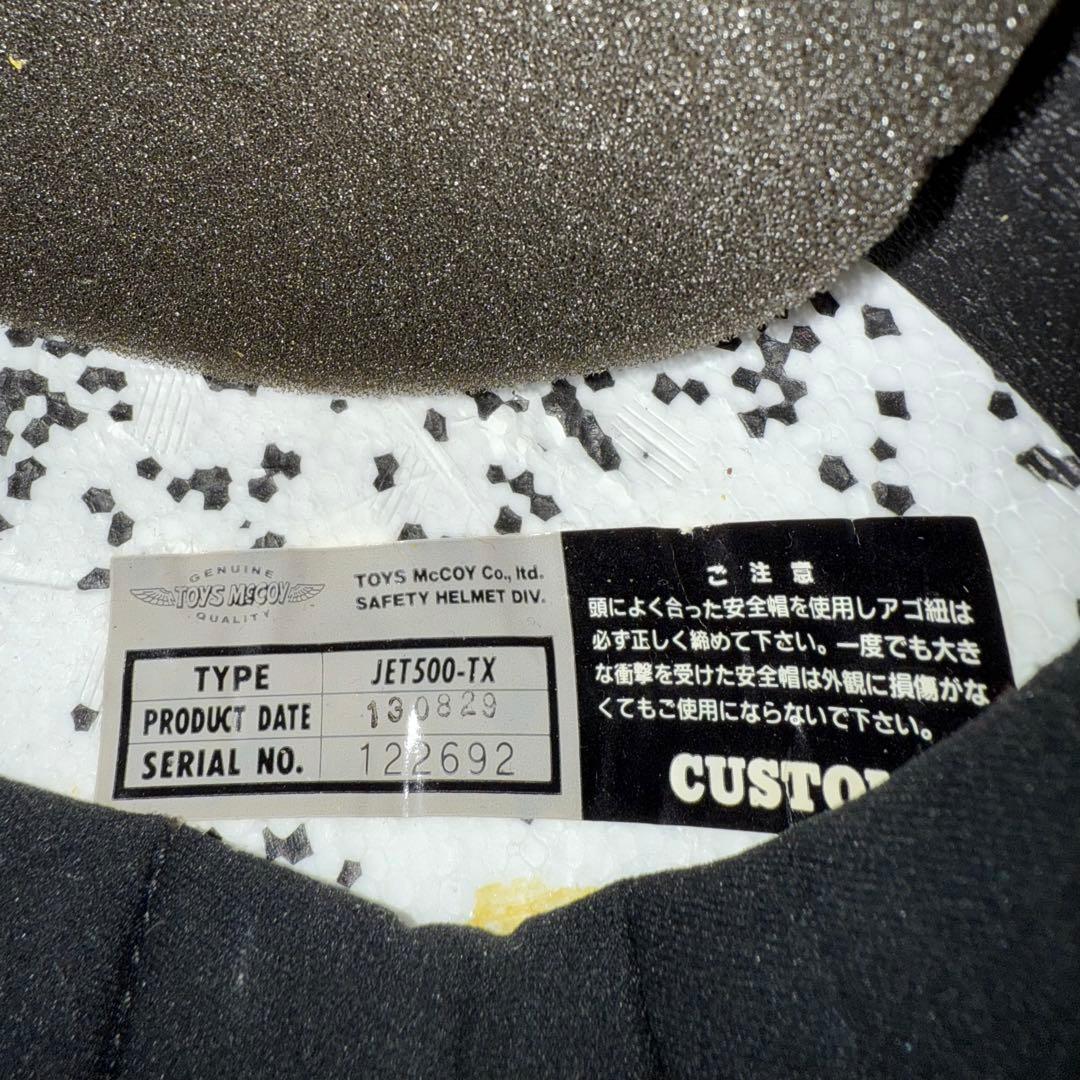 GENUINE
TOYS McCOY
QUALITY
TOYS McCOY Co., ltd.
SAFETY HELMET DIV.
TYPE JET500-TX
PRODUCT DATE 130829
SERIAL NO. 122692
ご注意
頭によく合った安全帽を使用しアゴ紐は
必ず正しく締めて下さい。一度でも大き
な衝撃を受けた安全帽は外観に損傷がな
くてもご使用にならないで下さい。